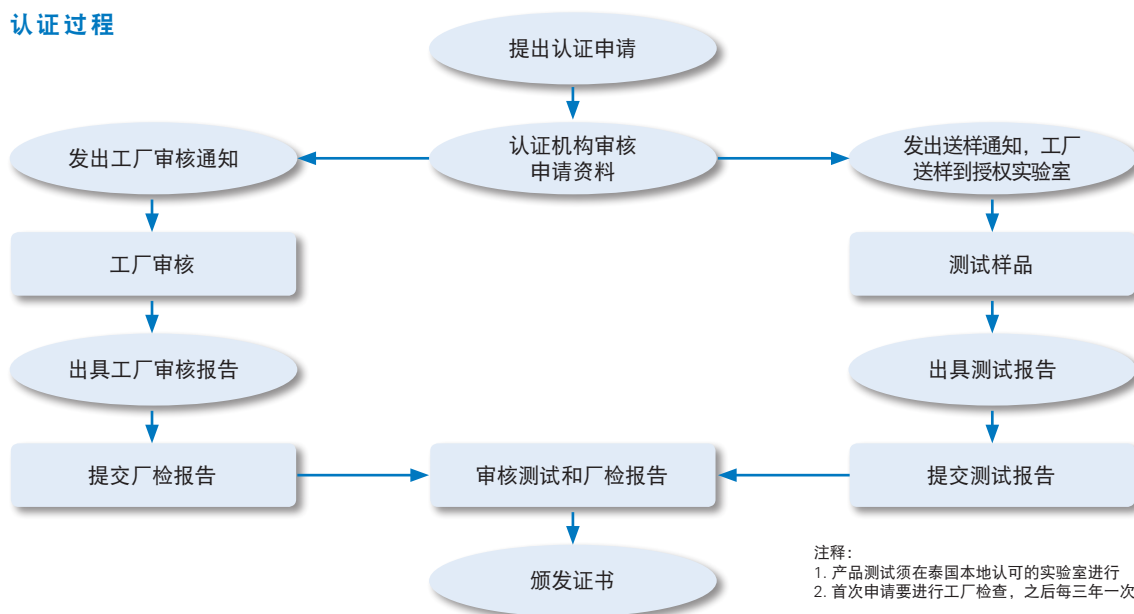 认证过程
提出认证申请
发出工厂审核通知
认证机构审核
申请资料
发出送样通知，工厂
送样到授权实验室
工厂审核
测试样品
出具工厂审核报告
出具测试报告
提交厂检报告
审核测试和厂检报告
提交测试报告
颁发证书
注释：
1. 产品测试须在泰国本地认可的实验室进行
2. 首次申请要进行工厂检查，之后每三年一次